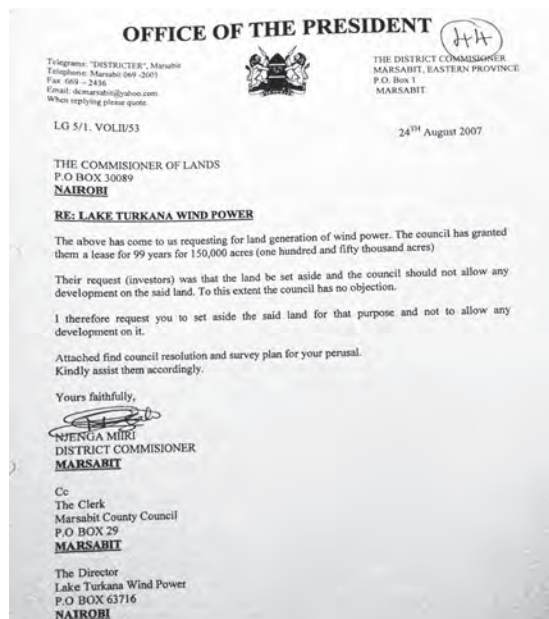 OFFICE OF THE PRESIDENT
44
Telegrams: "DISTRICTER", Marsabit
Telephone: Marsabit 069 -2003
Fax: 069 - 2436
Email: dcmarsabit@yahoo.com
When replying please quote.
THE DISTRICT COMMISSIONER
MARSABIT, EASTERN PROVINCE
P.O. Box 1
MARSABIT.
LG 5/1. VOLII/53
24TH August 2007
THE COMMISIONER OF LANDS
P.O BOX 30089
NAIROBI
RE: LAKE TURKANA WIND POWER
The above has come to us requesting for land generation of wind power. The council has granted
them a lease for 99 years for 150,000 acres (one hundred and fifty thousand acres)
Their request (investors) was that the land be set aside and the council should not allow any
development on the said land. To this extent the council has no objection.
I therefore request you to set aside the said land for that purpose and not to allow any
development on it.
Attached find council resolution and survey plan for your perusal.
Kindly assist them accordingly.
Yours faithfully,
NJENGA MIIRI
DISTRICT COMMISIONER
MARSABIT
Cc
The Clerk
Marsabit County Council
P.O BOX 29
MARSABIT
The Director
Lake Turkana Wind Power
P.O BOX 63716
NAIROBI